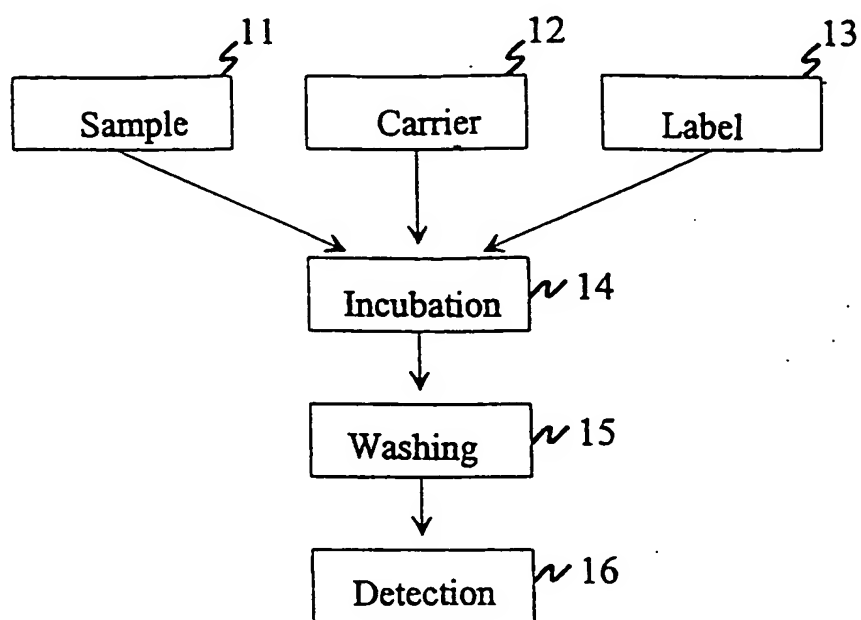 11 12 13
Sample Carrier Label
Incubation 14
Washing 15
Detection 16